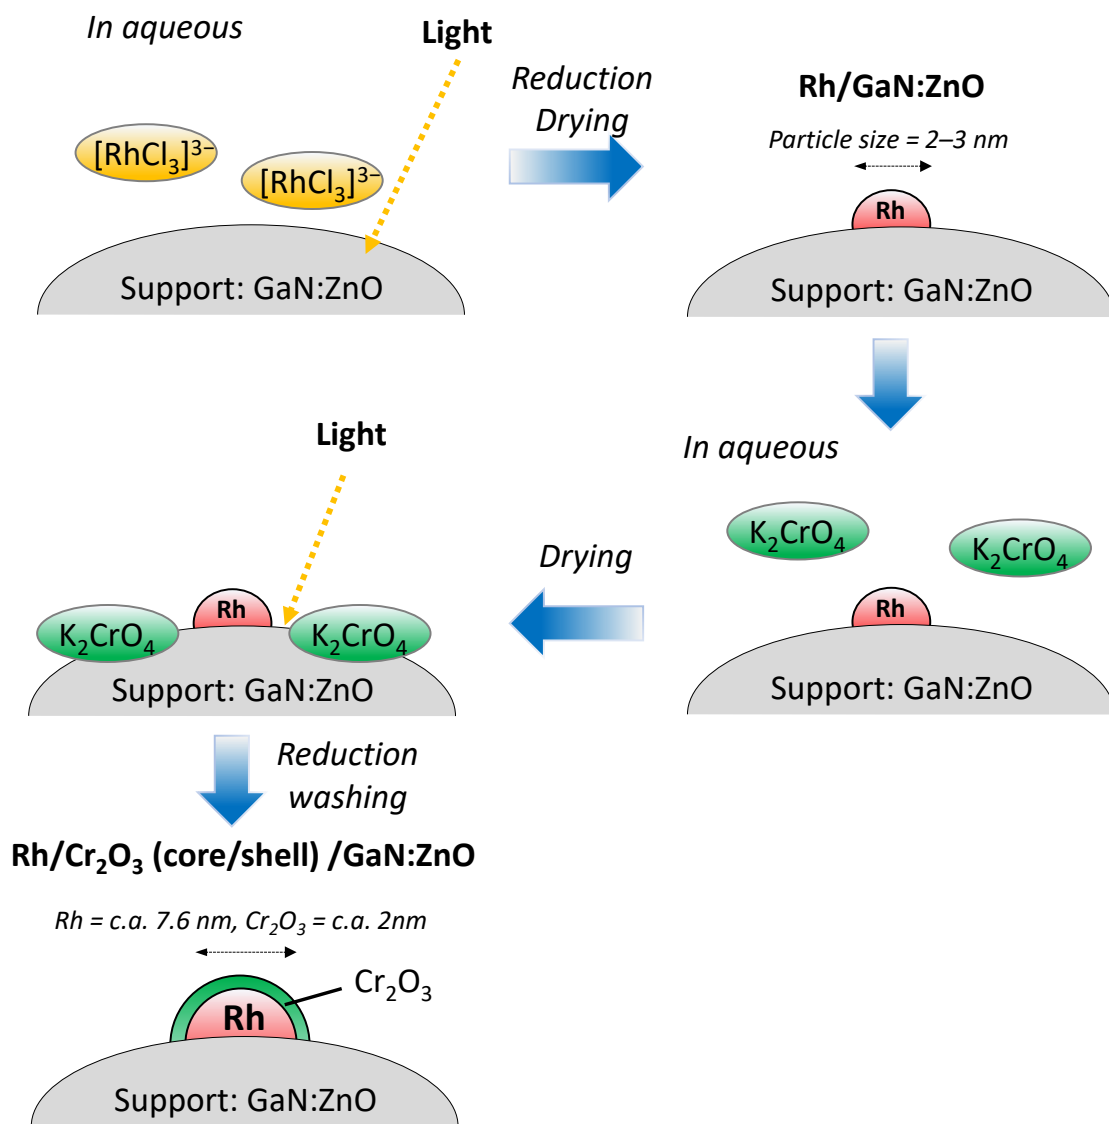 In aqueous
Light
[RhCl₃]³⁻
[RhCl₃]³⁻
Support: GaN:ZnO
Reduction
Drying
Rh/GaN:ZnO
Particle size = 2–3 nm
Rh
Support: GaN:ZnO
In aqueous
K₂CrO₄
K₂CrO₄
Rh
Support: GaN:ZnO
Drying
Light
Rh
K₂CrO₄
K₂CrO₄
Support: GaN:ZnO
Reduction
washing
Rh/Cr₂O₃ (core/shell) /GaN:ZnO
Rh = c.a. 7.6 nm, Cr₂O₃ = c.a. 2nm
Cr₂O₃
Rh
Support: GaN:ZnO